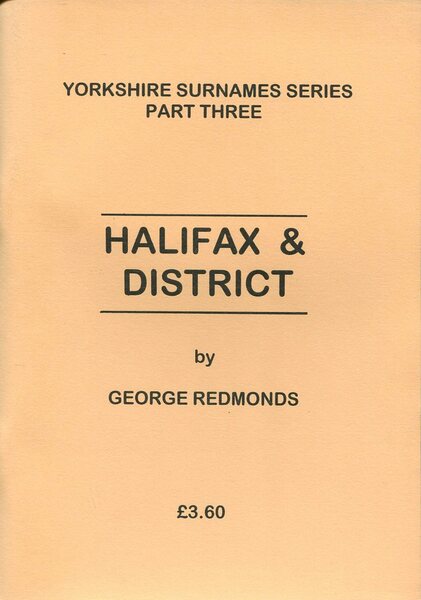 YORKSHIRE SURNAMES SERIES
PART THREE
HALIFAX &
DISTRICT
by
GEORGE REDMONDS
£3.60